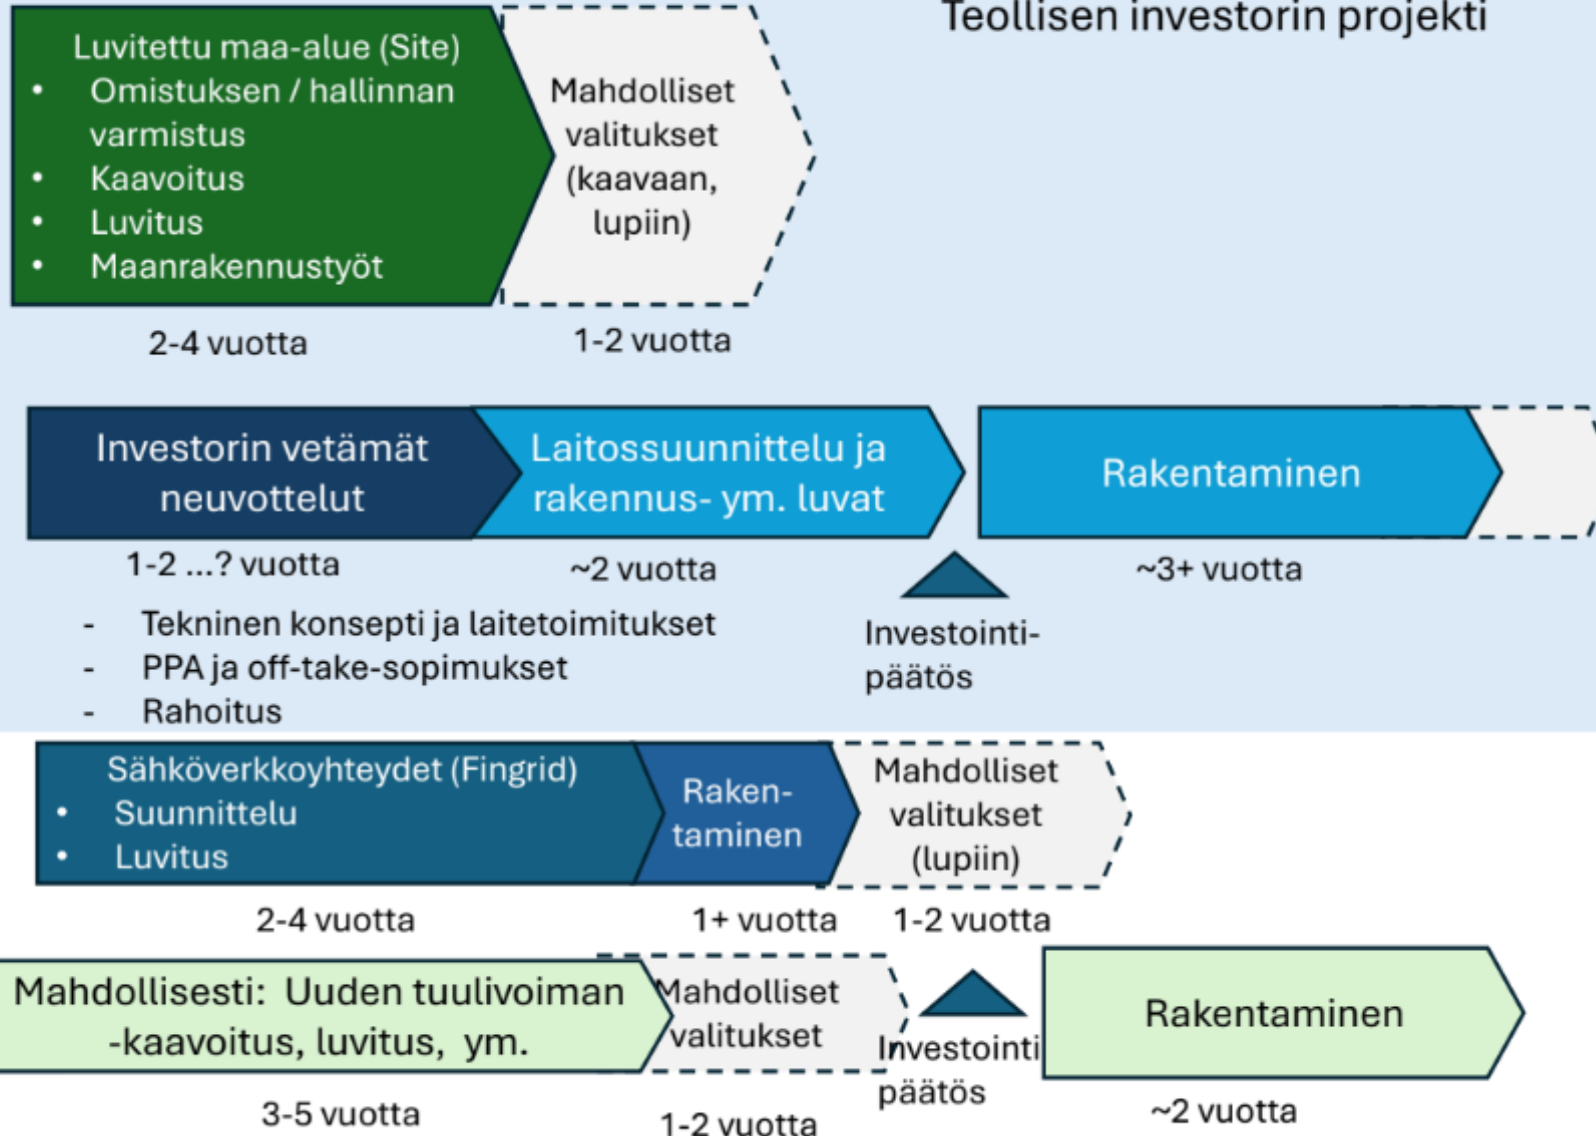 Teollisen investorin projekti
Luvitettu maa-alue (Site)
• Omistuksen / hallinnan
varmistus
• Kaavoitus
• Luvitus
• Maanrakennustyöt
Mahdolliset
valitukset
(kaavaan,
lupiin)
2-4 vuotta
1-2 vuotta
Investorin vetämät
neuvottelut
Laitossuunnittelu ja
rakennus- ym. luvat
Rakentaminen
1-2 ...? vuotta
~2 vuotta
~3+ vuotta
- Tekninen konsepti ja laitetoimitukset
- PPA ja off-take-sopimukset
- Rahoitus
Investointi-
päätös
Sähköverkkoyhteydet (Fingrid)
• Suunnittelu
• Luvitus
Raken-
taminen
Mahdolliset
valitukset
(lupiin)
2-4 vuotta
1+ vuotta
1-2 vuotta
Mahdollisesti: Uuden tuulivoiman
-kaavoitus, luvitus, ym.
Mahdolliset
valitukset
Investointi
päätös
Rakentaminen
3-5 vuotta
1-2 vuotta
~2 vuotta